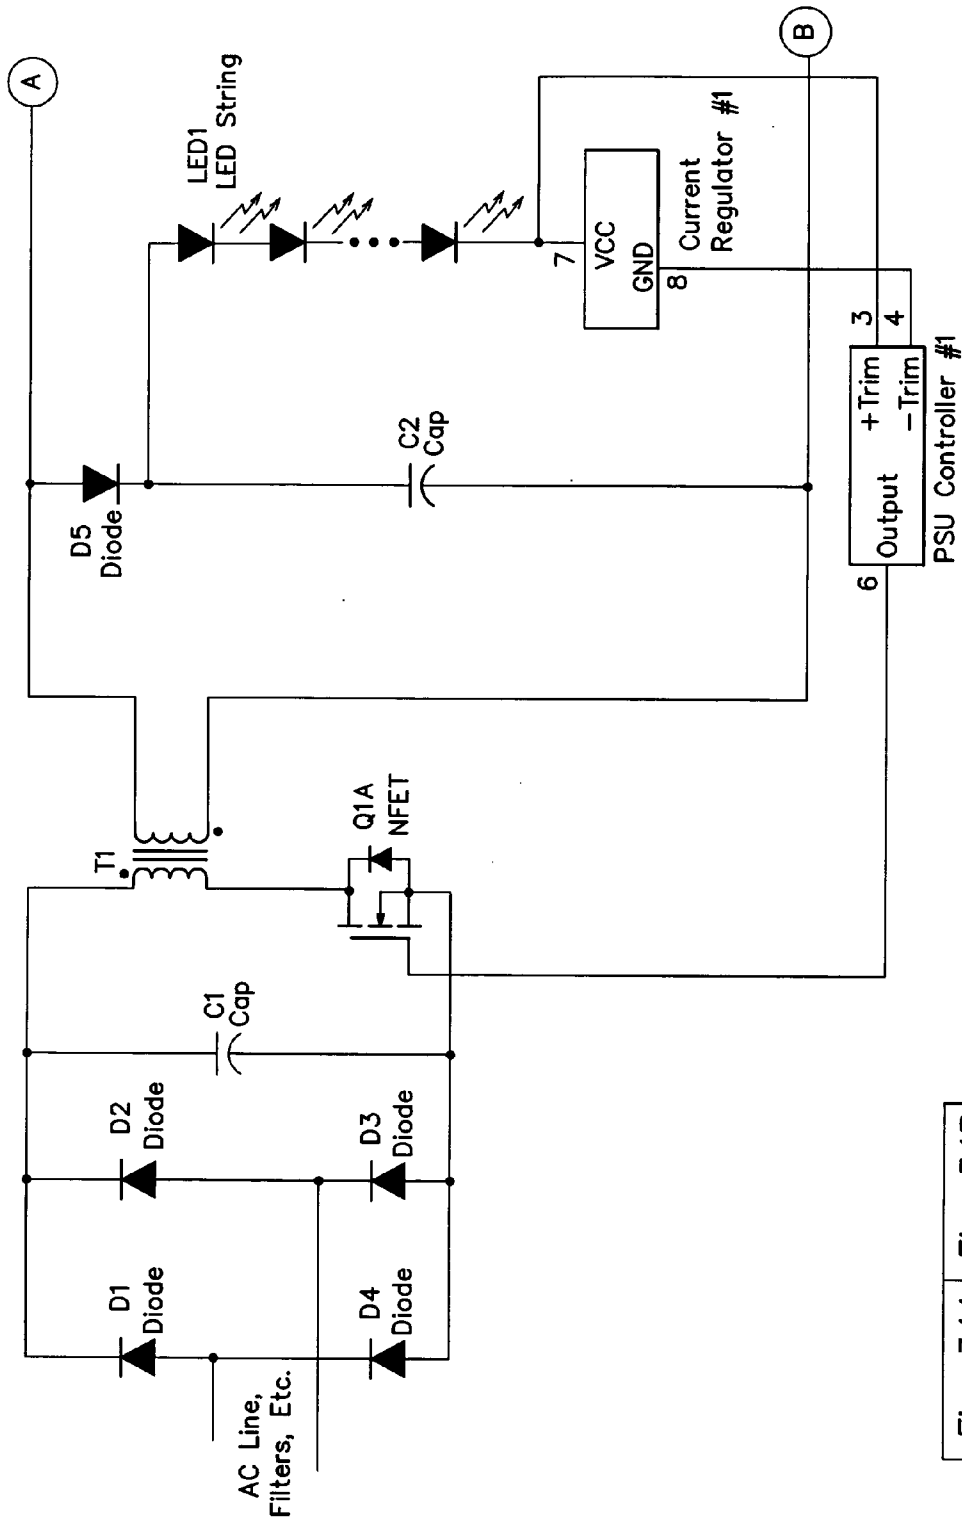 A
LED1
LED String
D5
Diode
C2
Cap
7
VCC
GND
8
Current
Regulator #1
B
3
4
+Trim
−Trim
Output
6
PSU Controller #1
T1
Q1A
NFET
C1
Cap
D2
Diode
D3
Diode
D1
Diode
D4
Diode
AC Line,
Filters, Etc.